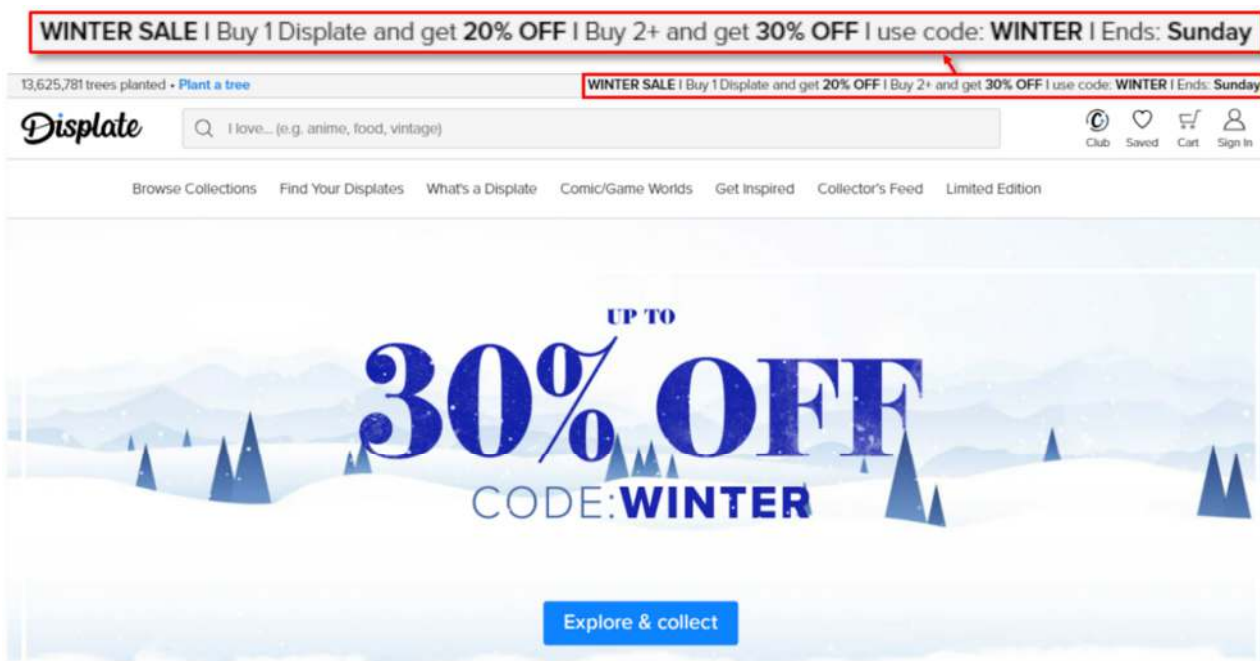 WINTER SALE I Buy 1 Displate and get 20% OFF I Buy 2+ and get 30% OFF I use code: WINTER I Ends: Sunday
13,625,781 trees planted • Plant a tree
WINTER SALE I Buy 1 Displate and get 20% OFF I Buy 2+ and get 30% OFF I use code: WINTER I Ends: Sunday
Displate
I love... (e.g. anime, food, vintage)
Club Saved Cart Sign In
Browse Collections Find Your Displates What's a Displate Comic/Game Worlds Get Inspired Collector's Feed Limited Edition
UP TO
30% OFF
CODE:WINTER
Explore & collect